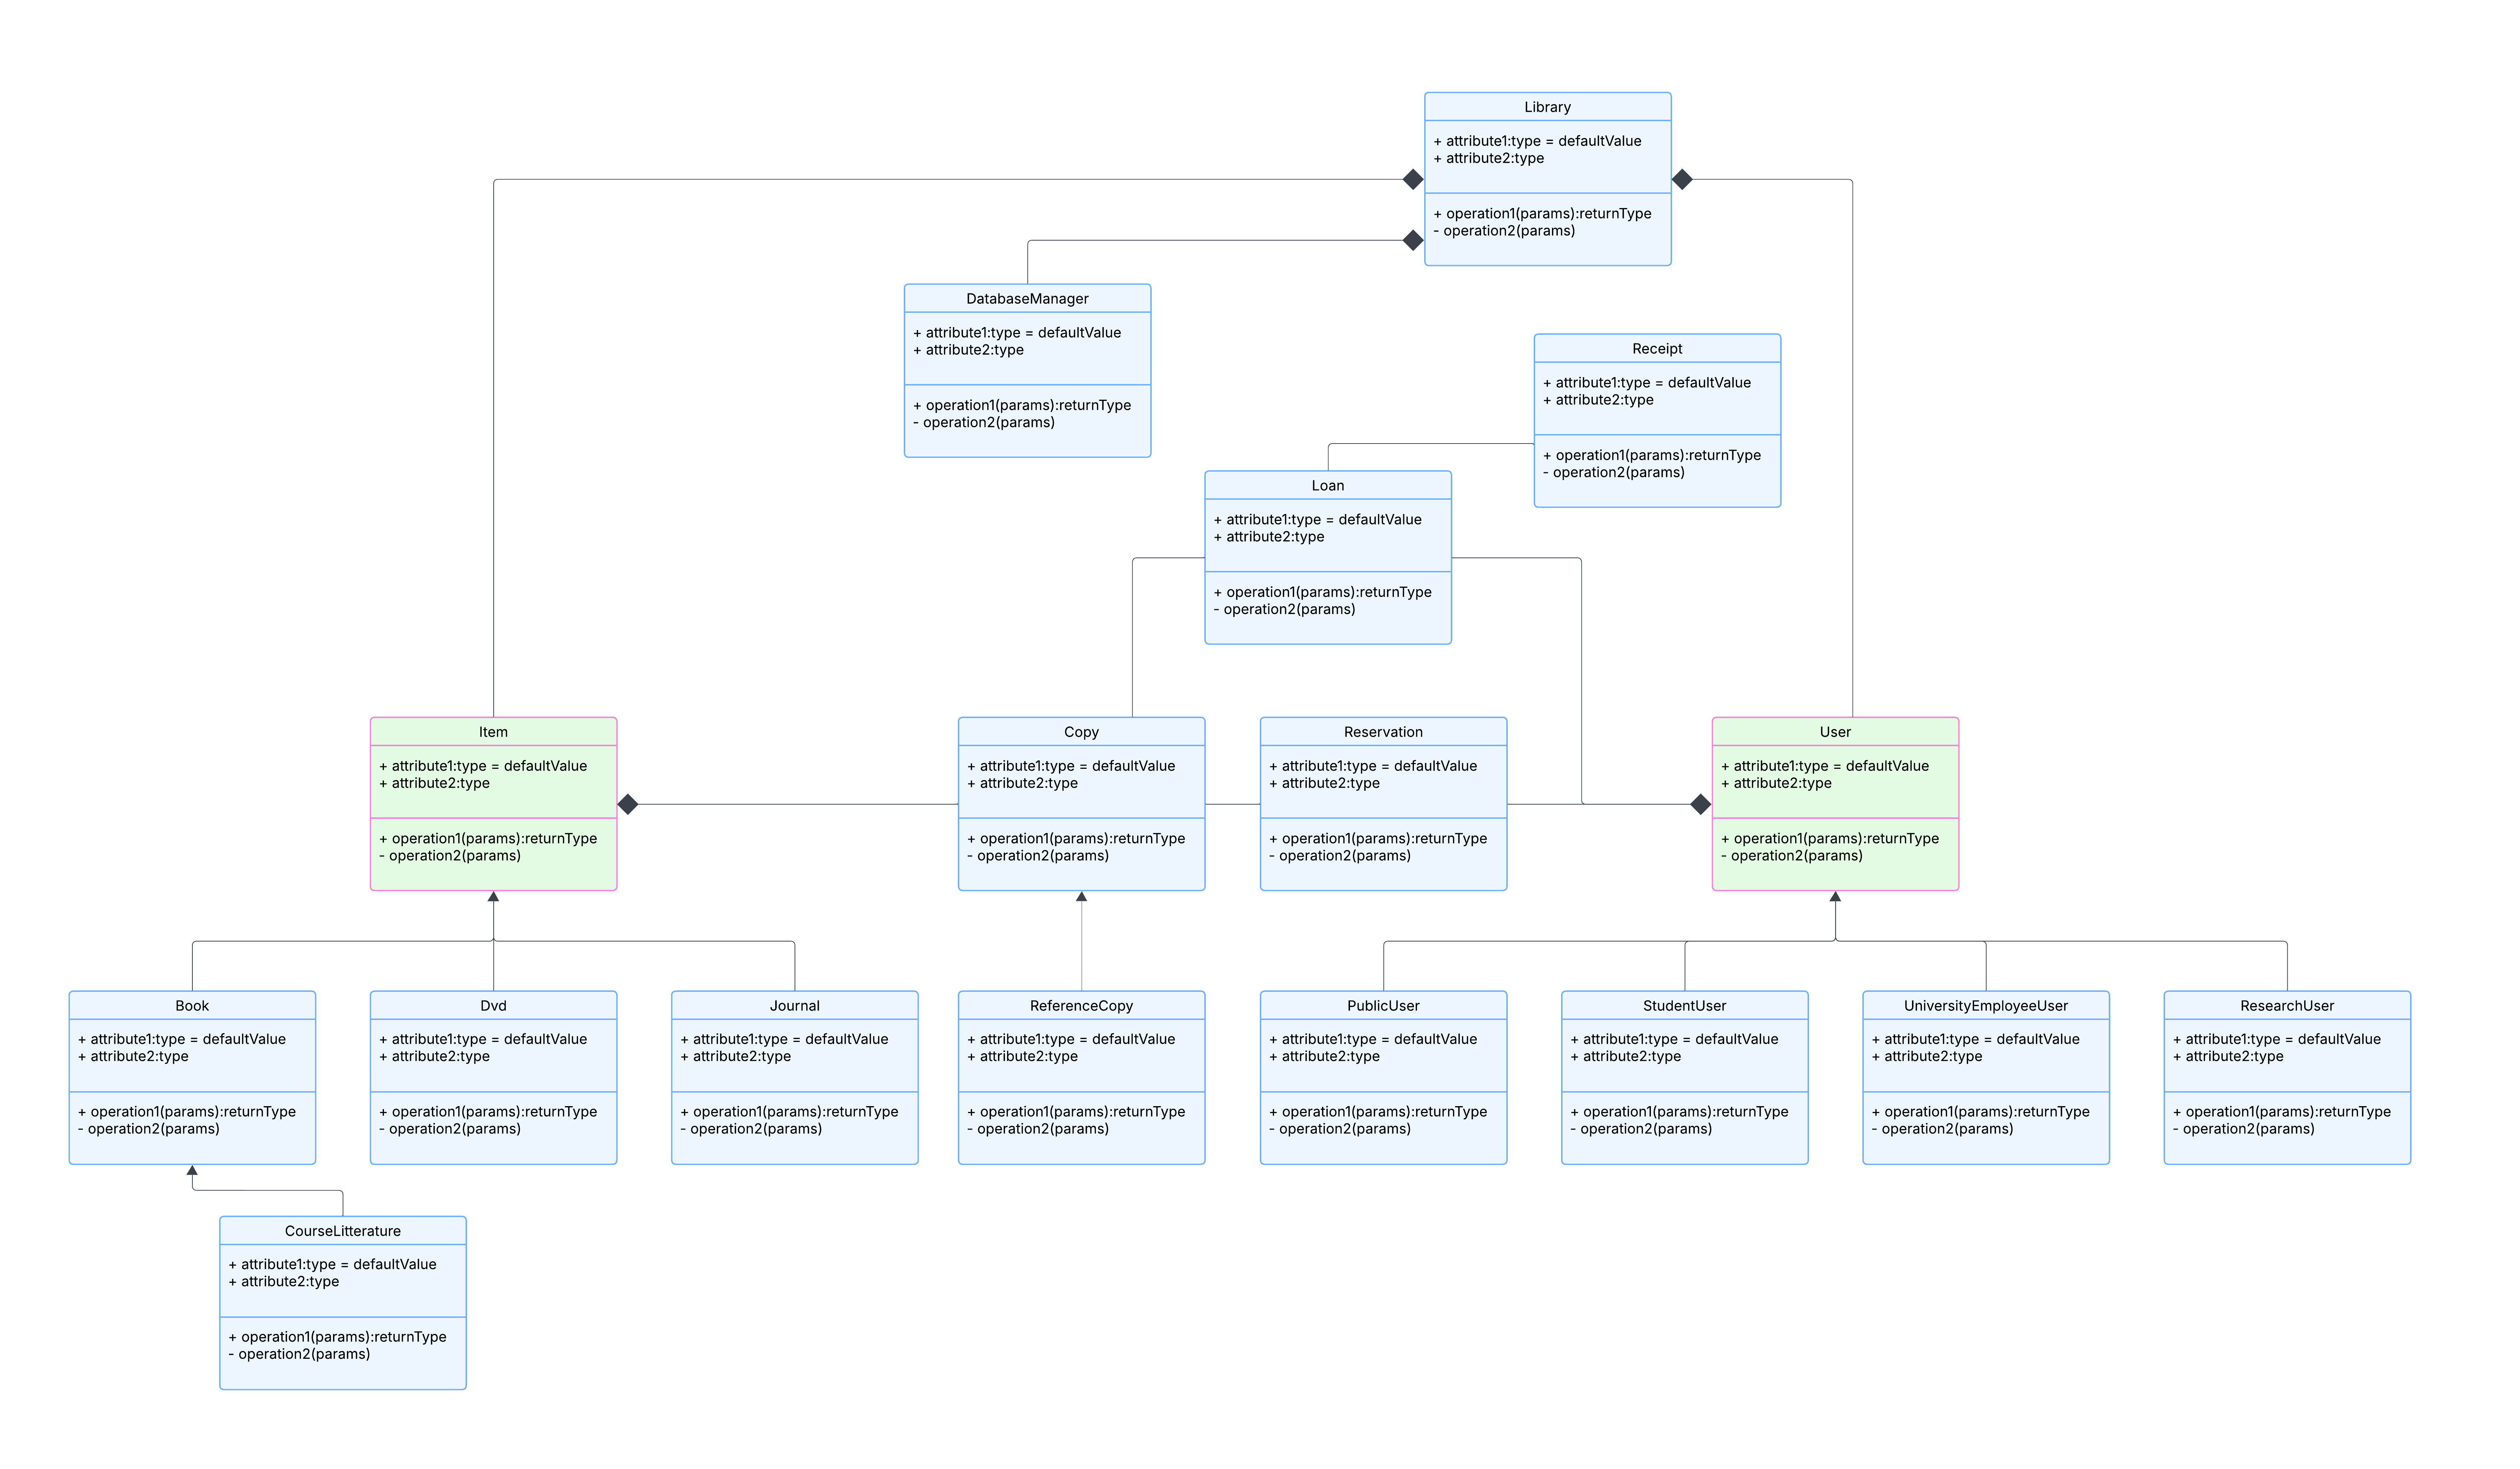 Library
+ attribute1:type = defaultValue
+ attribute2:type
+ operation1(params):returnType
- operation2(params)
DatabaseManager
+ attribute1:type = defaultValue
+ attribute2:type
+ operation1(params):returnType
- operation2(params)
Receipt
+ attribute1:type = defaultValue
+ attribute2:type
+ operation1(params):returnType
- operation2(params)
Loan
+ attribute1:type = defaultValue
+ attribute2:type
+ operation1(params):returnType
- operation2(params)
Item
+ attribute1:type = defaultValue
+ attribute2:type
+ operation1(params):returnType
- operation2(params)
Copy
+ attribute1:type = defaultValue
+ attribute2:type
+ operation1(params):returnType
- operation2(params)
Reservation
+ attribute1:type = defaultValue
+ attribute2:type
+ operation1(params):returnType
- operation2(params)
User
+ attribute1:type = defaultValue
+ attribute2:type
+ operation1(params):returnType
- operation2(params)
Book
+ attribute1:type = defaultValue
+ attribute2:type
+ operation1(params):returnType
- operation2(params)
Dvd
+ attribute1:type = defaultValue
+ attribute2:type
+ operation1(params):returnType
- operation2(params)
Journal
+ attribute1:type = defaultValue
+ attribute2:type
+ operation1(params):returnType
- operation2(params)
ReferenceCopy
+ attribute1:type = defaultValue
+ attribute2:type
+ operation1(params):returnType
- operation2(params)
PublicUser
+ attribute1:type = defaultValue
+ attribute2:type
+ operation1(params):returnType
- operation2(params)
StudentUser
+ attribute1:type = defaultValue
+ attribute2:type
+ operation1(params):returnType
- operation2(params)
UniversityEmployeeUser
+ attribute1:type = defaultValue
+ attribute2:type
+ operation1(params):returnType
- operation2(params)
ResearchUser
+ attribute1:type = defaultValue
+ attribute2:type
+ operation1(params):returnType
- operation2(params)
CourseLitterature
+ attribute1:type = defaultValue
+ attribute2:type
+ operation1(params):returnType
- operation2(params)